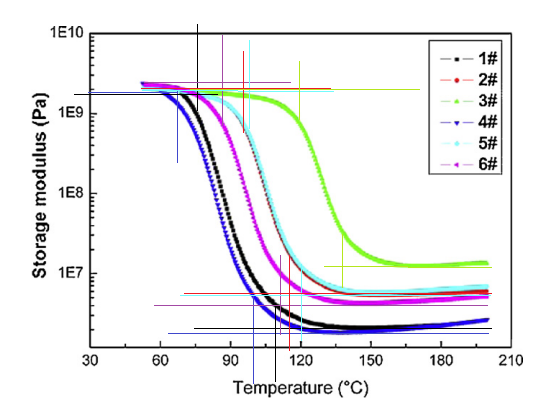 1E10
1E9
1E8
1E7
Storage modulus (Pa)
1#
2#
3#
4#
5#
6#
30 60 90 120 150 180 210
Temperature (°C)